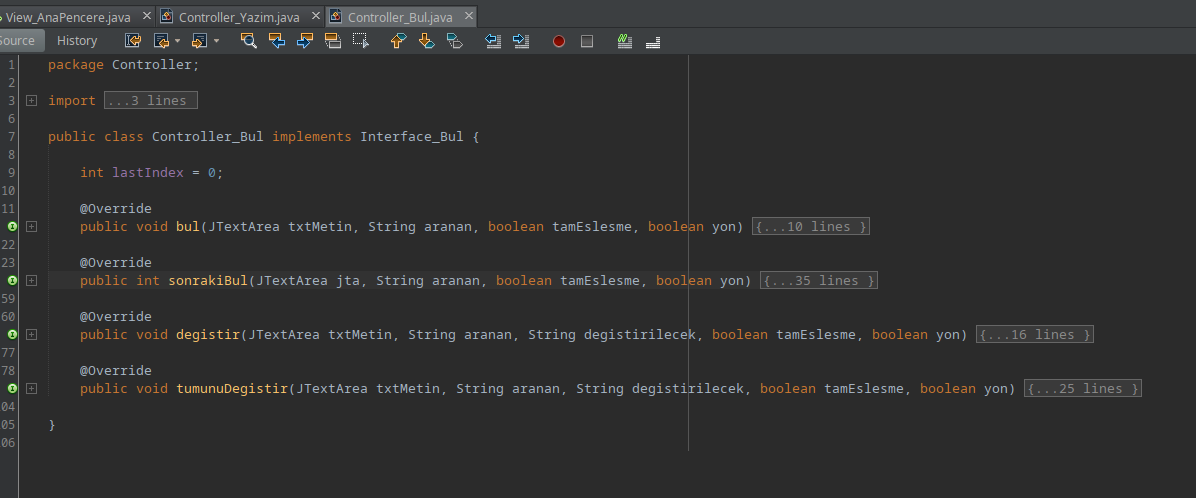 View_AnaPencere.java Controller_Yazim.java Controller_Bul.java
Source History
1 package Controller;
2
3 import ...3 lines
6
7 public class Controller_Bul implements Interface_Bul {
8
9 int lastIndex = 0;
10
11 @Override
public void bul(JTextArea txtMetin, String aranan, boolean tamEslesme, boolean yon) {...10 lines }
22
23 @Override
public int sonrakiBul(JTextArea jta, String aranan, boolean tamEslesme, boolean yon) {...35 lines }
59
60 @Override
public void degistir(JTextArea txtMetin, String aranan, String degistirilecek, boolean tamEslesme, boolean yon) {...16 lines }
77
78 @Override
public void tumunuDegistir(JTextArea txtMetin, String aranan, String degistirilecek, boolean tamEslesme, boolean yon) {...25 lines }
04
05 }
06